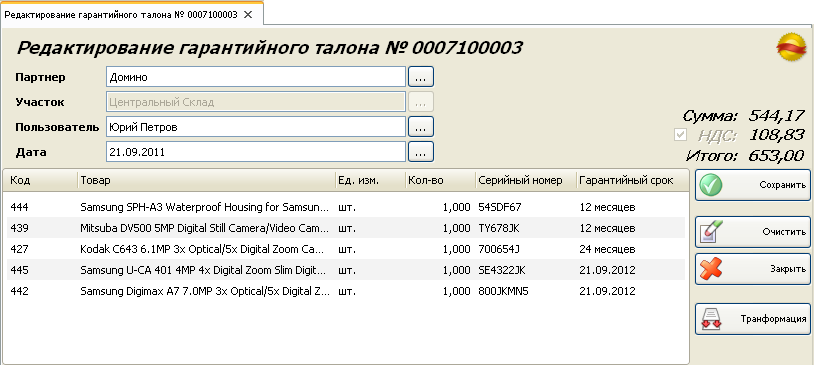 Редактирование гарантийного талона № 0007100003
Редактирование гарантийного талона № 0007100003
Партнер Домино ...
Участок Центральный Склад ...
Пользователь Юрий Петров ...
Дата 21.09.2011 ...
Сумма: 544,17
НДС: 108,83
Итого: 653,00
Код Товар Ед. изм. Кол-во Серийный номер Гарантийный срок
444 Samsung SPH-A3 Waterproof Housing for Samsun... шт. 1,000 54SDF67 12 месяцев
439 Mitsuba DV500 5MP Digital Still Camera/Video Cam... шт. 1,000 TY678JK 12 месяцев
427 Kodak C643 6.1MP 3x Optical/5x Digital Zoom Ca... шт. 1,000 700654J 24 месяцев
445 Samsung U-CA 401 4MP 4x Digital Zoom Slim Digit... шт. 1,000 SE4322JK 21.09.2012
442 Samsung Digimax A7 7.0MP 3x Optical/5x Digital Z... шт. 1,000 800JKMN5 21.09.2012
Сохранить
Очистить
Закрыть
Транформация